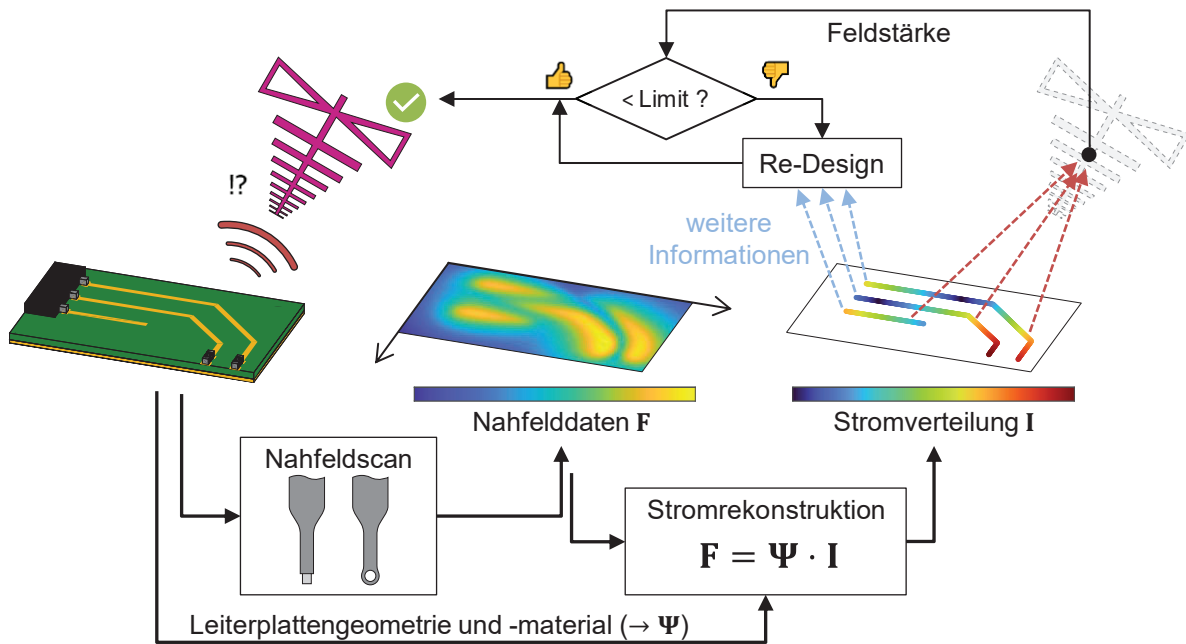 Feldstärke
< Limit ?
Re-Design
!?
weitere
Informationen
Nahfelddaten F
Stromverteilung I
Nahfeldscan
Stromrekonstruktion
F = Ψ · I
Leiterplattengeometrie und -material (→ Ψ)